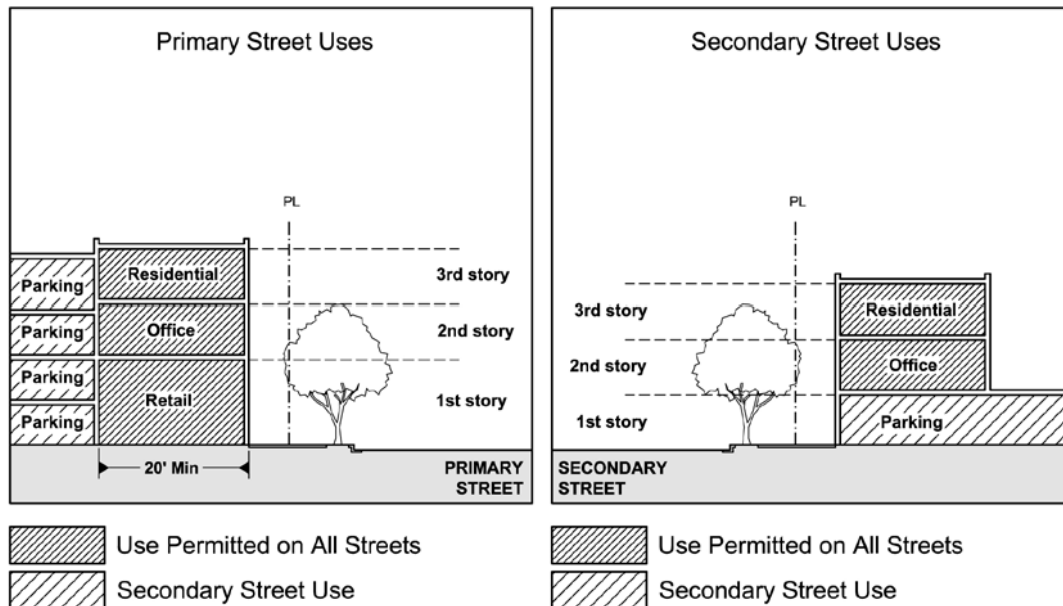 Primary Street Uses
PL
Residential
3rd story
Parking
Office
2nd story
Parking
Parking
Retail
1st story
Parking
20' Min
PRIMARY
STREET
Use Permitted on All Streets
Secondary Street Use
Secondary Street Uses
PL
3rd story
Residential
2nd story
Office
1st story
Parking
SECONDARY
STREET
Use Permitted on All Streets
Secondary Street Use